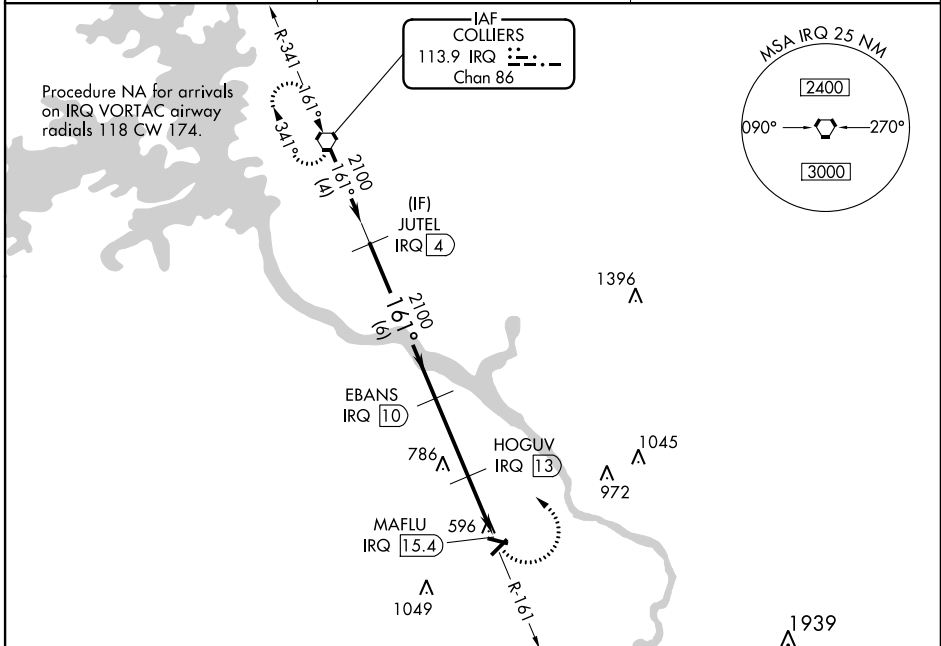 IAF
COLLIERS
113.9 IRQ
Chan 86
MSA IRQ 25 NM
2400
090°
270°
3000
Procedure NA for arrivals
on IRQ VORTAC airway
radials 118 CW 174.
R-341
161°
341°
2100
161°
(4)
(IF)
JUTEL
IRQ 4
2100
161°
(6)
1396
EBANS
IRQ 10
786
HOGUV
IRQ 13
1045
972
MAFLU
IRQ 15.4
596
1049
R-161
1939